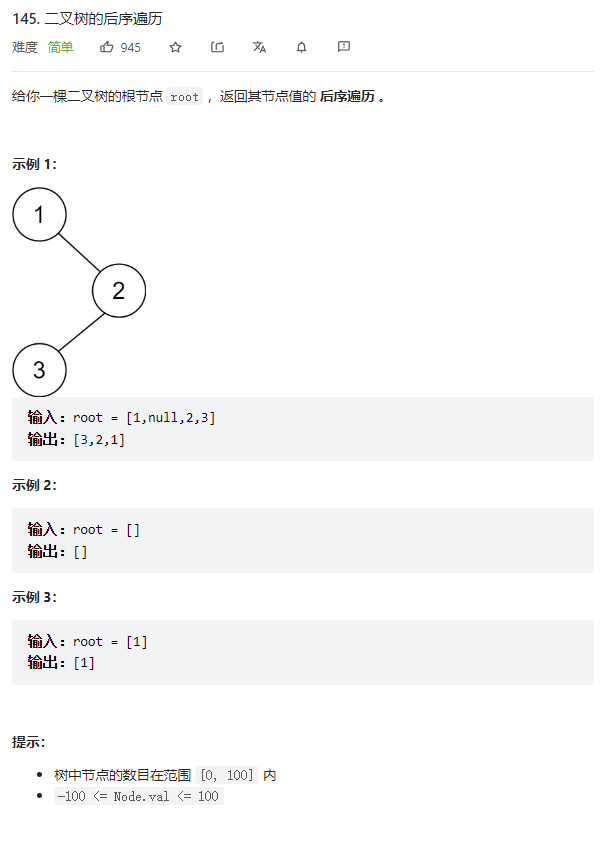 145. 二叉树的后序遍历
难度 简单 945
给你一棵二叉树的根节点 root ，返回其节点值的 后序遍历 。
示例 1：
1
2
3
输入：root = [1,null,2,3]
输出：[3,2,1]
示例 2：
输入：root = []
输出：[]
示例 3：
输入：root = [1]
输出：[1]
提示：
树中节点的数目在范围 [0, 100] 内
-100 <= Node.val <= 100